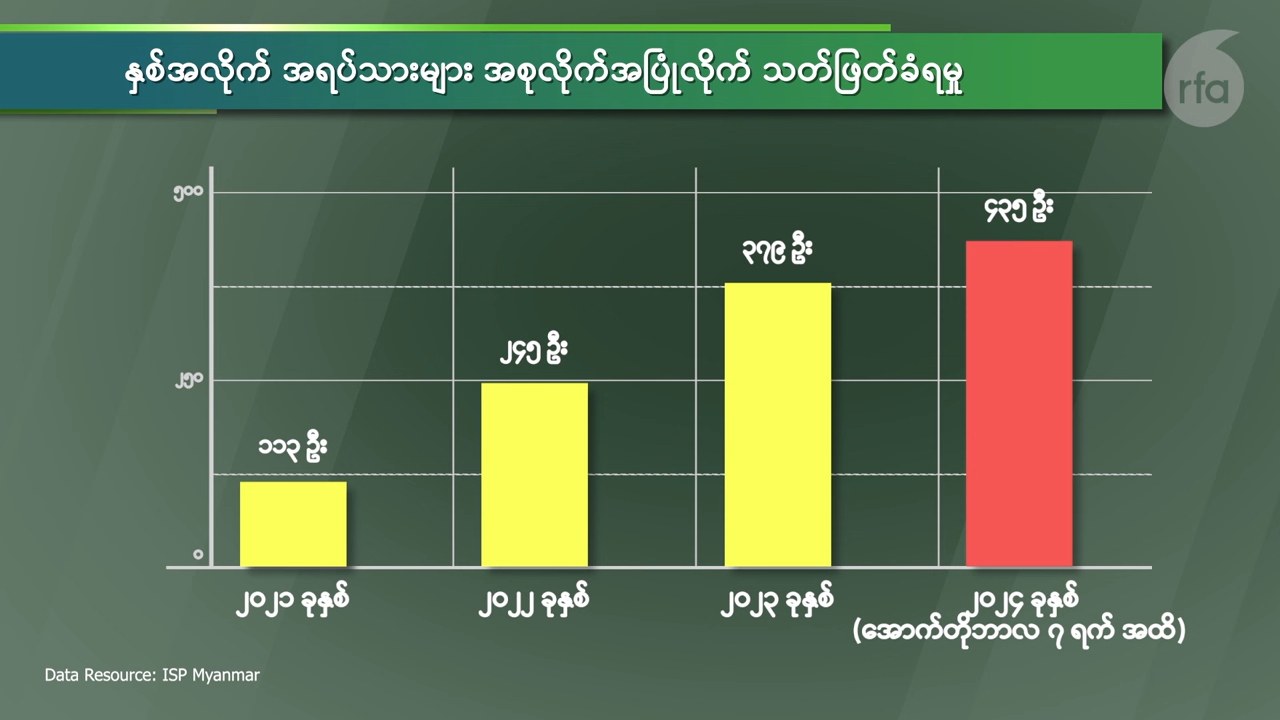 နှစ်အလိုက် အရပ်သားများ အစုလိုက်အပြုံလိုက် သတ်ဖြတ်ခံရမှု
rfa
၅၀၀
၄၃၅ ဦး
၃၇၉ ဦး
၂၄၅ ဦး
၂၅၀
၁၁၃ ဦး
၀
၂၀၂၁ ခုနှစ်
၂၀၂၂ ခုနှစ်
၂၀၂၃ ခုနှစ်
၂၀၂၄ ခုနှစ်
(အောက်တိုဘာလ ၇ ရက် အထိ)
Data Resource: ISP Myanmar